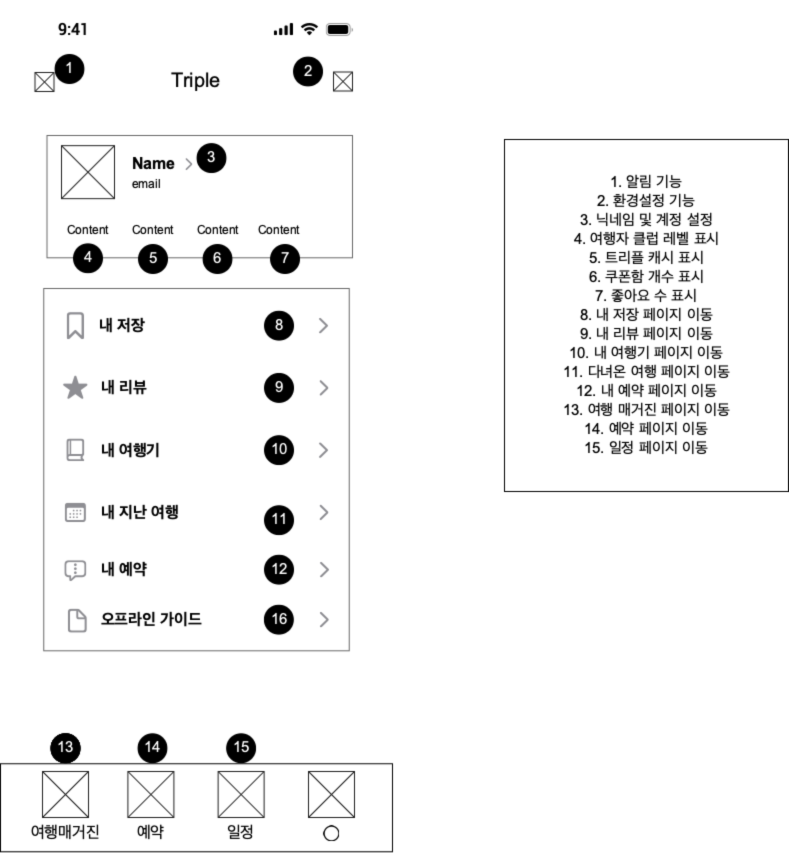 9:41
1
Triple
2
Name
3
email
Content Content Content Content
4 5 6 7
내 저장 8
내 리뷰 9
내 여행기 10
내 지난 여행 11
내 예약 12
오프라인 가이드 16
13 14 15
여행매거진 예약 일정
1. 알림 기능
2. 환경설정 기능
3. 닉네임 및 계정 설정
4. 여행자 클럽 레벨 표시
5. 트리플 캐시 표시
6. 쿠폰함 개수 표시
7. 좋아요 수 표시
8. 내 저장 페이지 이동
9. 내 리뷰 페이지 이동
10. 내 여행기 페이지 이동
11. 다녀온 여행 페이지 이동
12. 내 예약 페이지 이동
13. 여행 매거진 페이지 이동
14. 예약 페이지 이동
15. 일정 페이지 이동